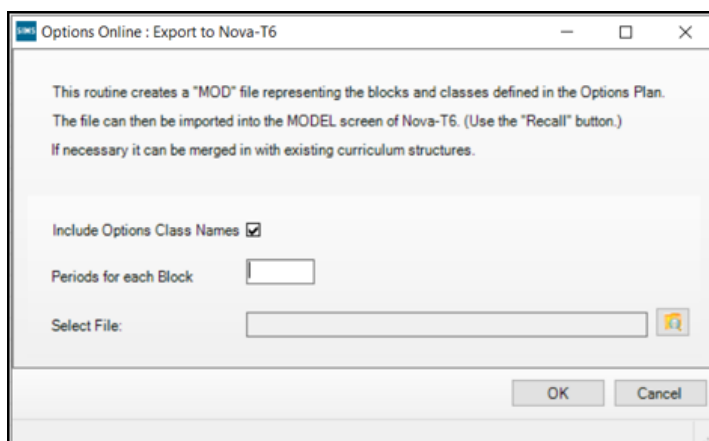 SIMS Options Online : Export to Nova-T6
This routine creates a "MOD" file representing the blocks and classes defined in the Options Plan.
The file can then be imported into the MODEL screen of Nova-T6. (Use the "Recall" button.)
If necessary it can be merged in with existing curriculum structures.
Include Options Class Names
Periods for each Block
Select File:
OK Cancel